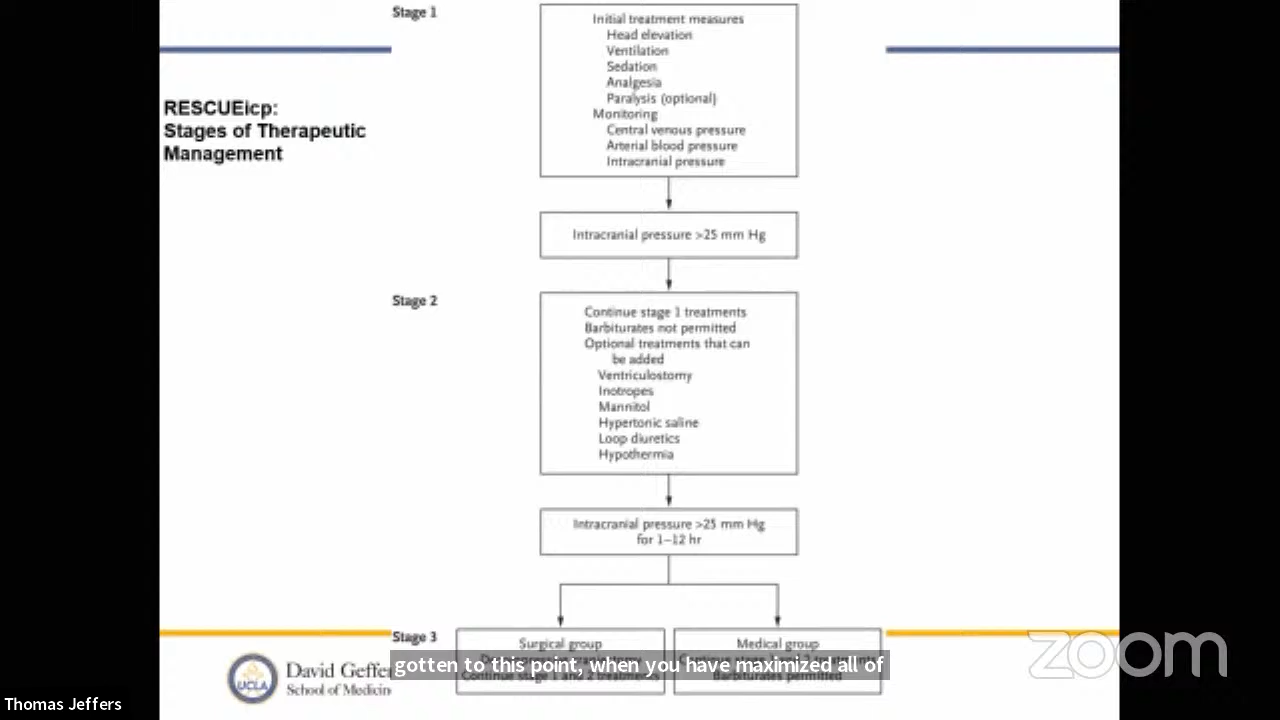 Stage 1
Initial treatment measures
Head elevation
Ventilation
Sedation
Analgesia
Paralysis (optional)
Monitoring
Central venous pressure
Arterial blood pressure
Intracranial pressure
RESCUEicp:
Stages of Therapeutic
Management
Intracranial pressure >25 mm Hg
Stage 2
Continue stage 1 treatments
Barbiturates not permitted
Optional treatments that can
be added
Ventriculostomy
Inotropes
Mannitol
Hypertonic saline
Loop diuretics
Hypothermia
Intracranial pressure >25 mm Hg
for 1–12 hr
Stage 3
Surgical group
Continue stage 1 and 2 treatments
Medical group
Barbiturates permitted
gotten to this point, when you have maximized all of
UCLA
David Geffe
School of Medicin
zoom
Thomas Jeffers